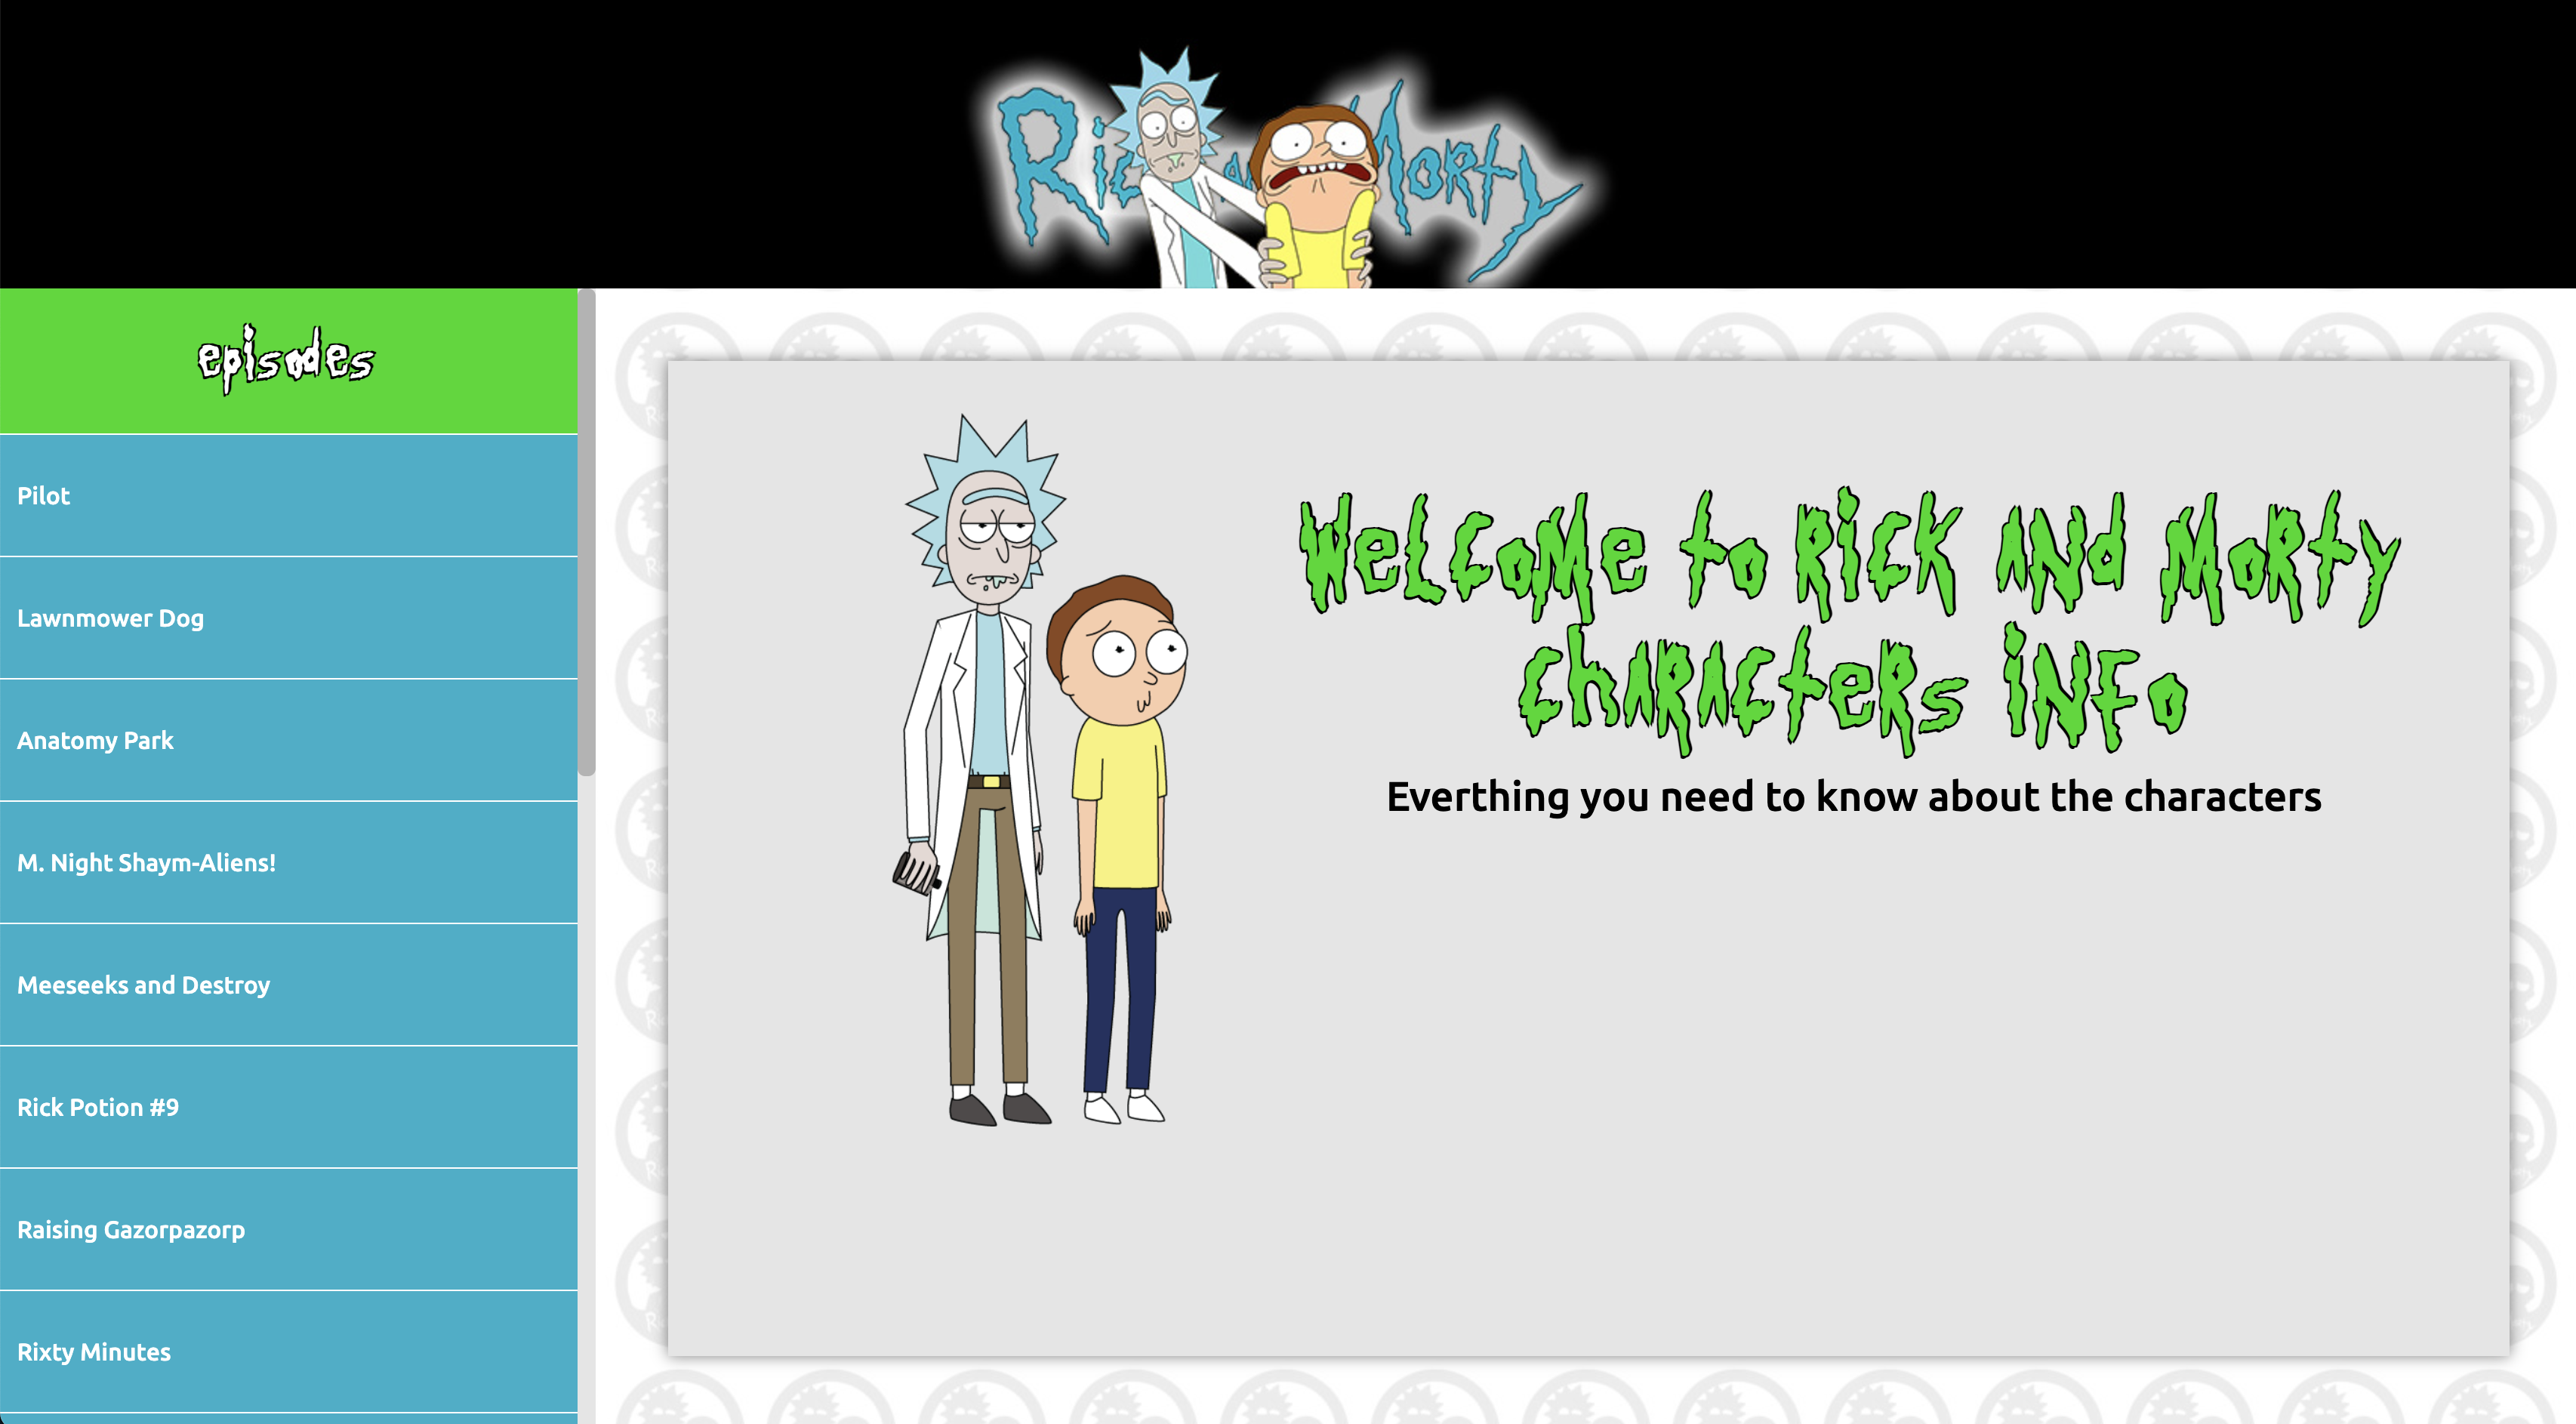 Rick and Morty
episodes
Pilot
Lawnmower Dog
Anatomy Park
M. Night Shaym-Aliens!
Meeseeks and Destroy
Rick Potion #9
Raising Gazorpazorp
Rixty Minutes
Welcome to Rick and Morty
Characters Info
Everthing you need to know about the characters